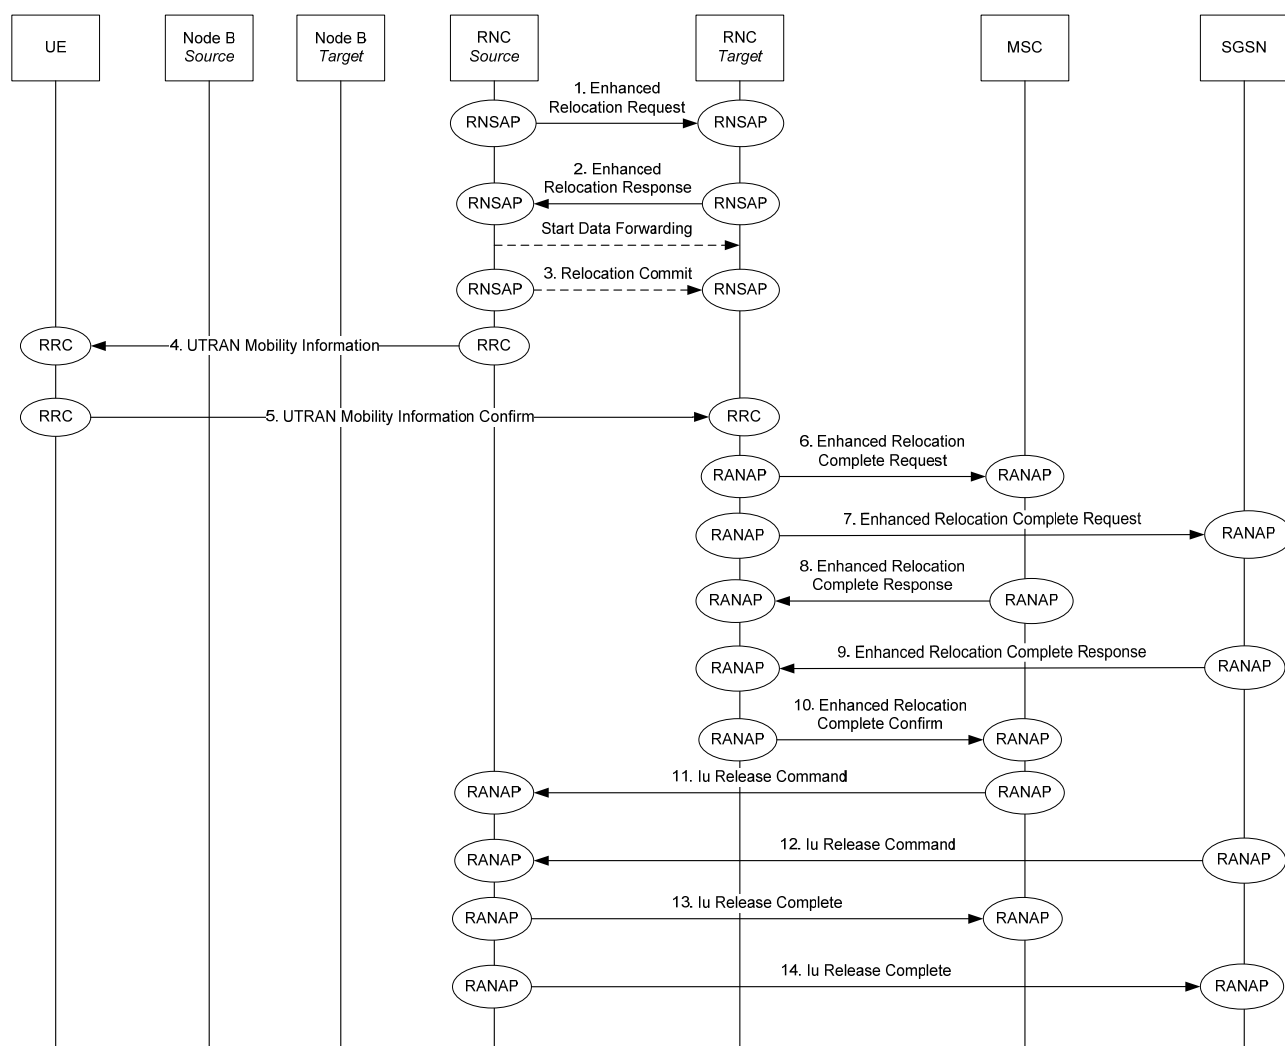 UE
Node B
Source
Node B
Target
RNC
Source
RNC
Target
MSC
SGSN
1. Enhanced
Relocation Request
RNSAP
RNSAP
2. Enhanced
Relocation Response
RNSAP
RNSAP
Start Data Forwarding
3. Relocation Commit
RNSAP
RNSAP
RRC
4. UTRAN Mobility Information
RRC
RRC
5. UTRAN Mobility Information Confirm
RRC
6. Enhanced Relocation
Complete Request
RANAP
RANAP
7. Enhanced Relocation Complete Request
RANAP
RANAP
8. Enhanced Relocation
Complete Response
RANAP
RANAP
9. Enhanced Relocation Complete Response
RANAP
RANAP
10. Enhanced Relocation
Complete Confirm
RANAP
RANAP
11. Iu Release Command
RANAP
RANAP
12. Iu Release Command
RANAP
RANAP
13. Iu Release Complete
RANAP
RANAP
14. Iu Release Complete
RANAP
RANAP